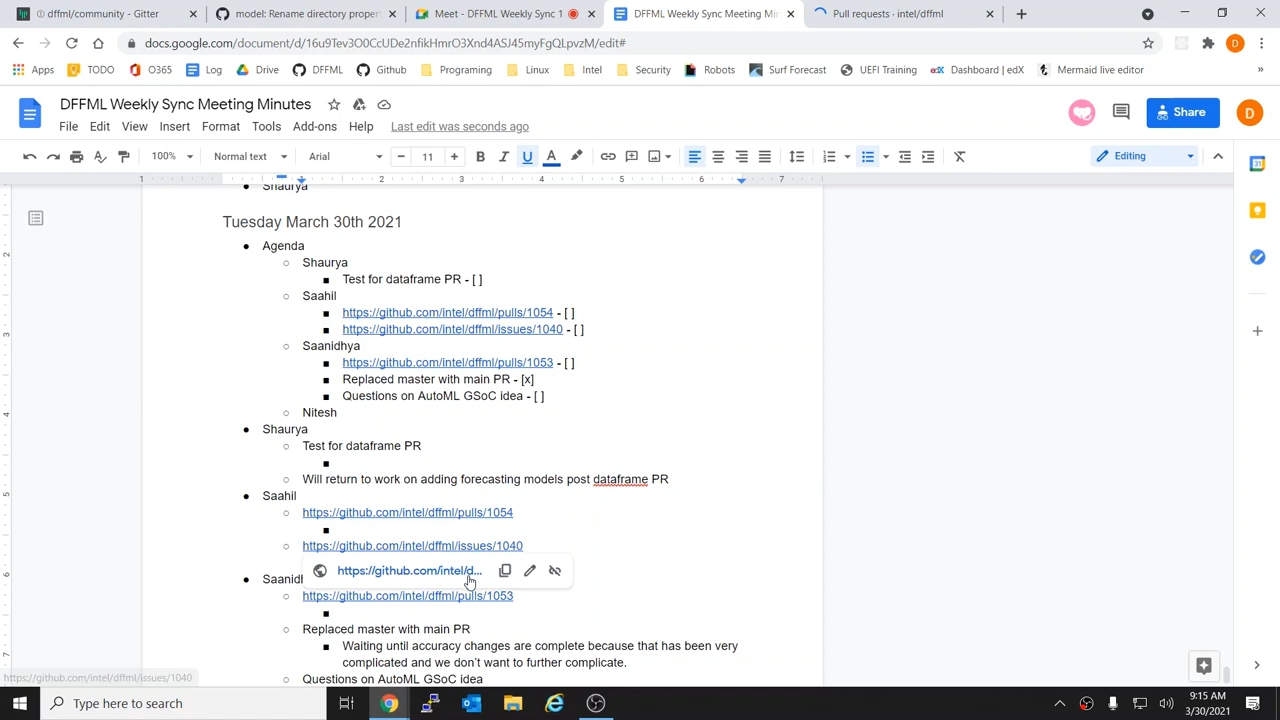 dffml/community - Gitter
model: Rename directory propert
Meet - DFFML Weekly Sync 1
DFFML Weekly Sync Meeting Min
Pull requests · intel/dffml
docs.google.com/document/d/16u9Tev3O0CcUDe2nfikHmrO3Xnd4ASJ45myFgQLpvzM/edit#
Apps
TODO
O365
Log
Drive
DFFML
Github
Programing
Linux
Intel
Security
Robots
Surf Forecast
UEFI Training
Dashboard | edX
Mermaid live editor
»
DFFML Weekly Sync Meeting Minutes
File Edit View Insert Format Tools Add-ons Help Last edit was seconds ago
Share
D
100%
Normal text
Arial
11
Editing
1 1 2 3 4 5 6 7
Shaurya
Tuesday March 30th 2021
Agenda
Shaurya
Test for dataframe PR - [ ]
Saahil
https://github.com/intel/dffml/pulls/1054 - [ ]
https://github.com/intel/dffml/issues/1040 - [ ]
Saanidhya
https://github.com/intel/dffml/pulls/1053 - [ ]
Replaced master with main PR - [x]
Questions on AutoML GSoC idea - [ ]
Nitesh
Shaurya
Test for dataframe PR
Will return to work on adding forecasting models post dataframe PR
Saahil
https://github.com/intel/dffml/pulls/1054
https://github.com/intel/dffml/issues/1040
https://github.com/intel/d...
Saanidh
https://github.com/intel/dffml/pulls/1053
Replaced master with main PR
Waiting until accuracy changes are complete because that has been very
complicated and we don't want to further complicate.
Questions on AutoML GSoC idea
https://github.com/intel/dffml/issues/1040
Type here to search
9:15 AM
3/30/2021